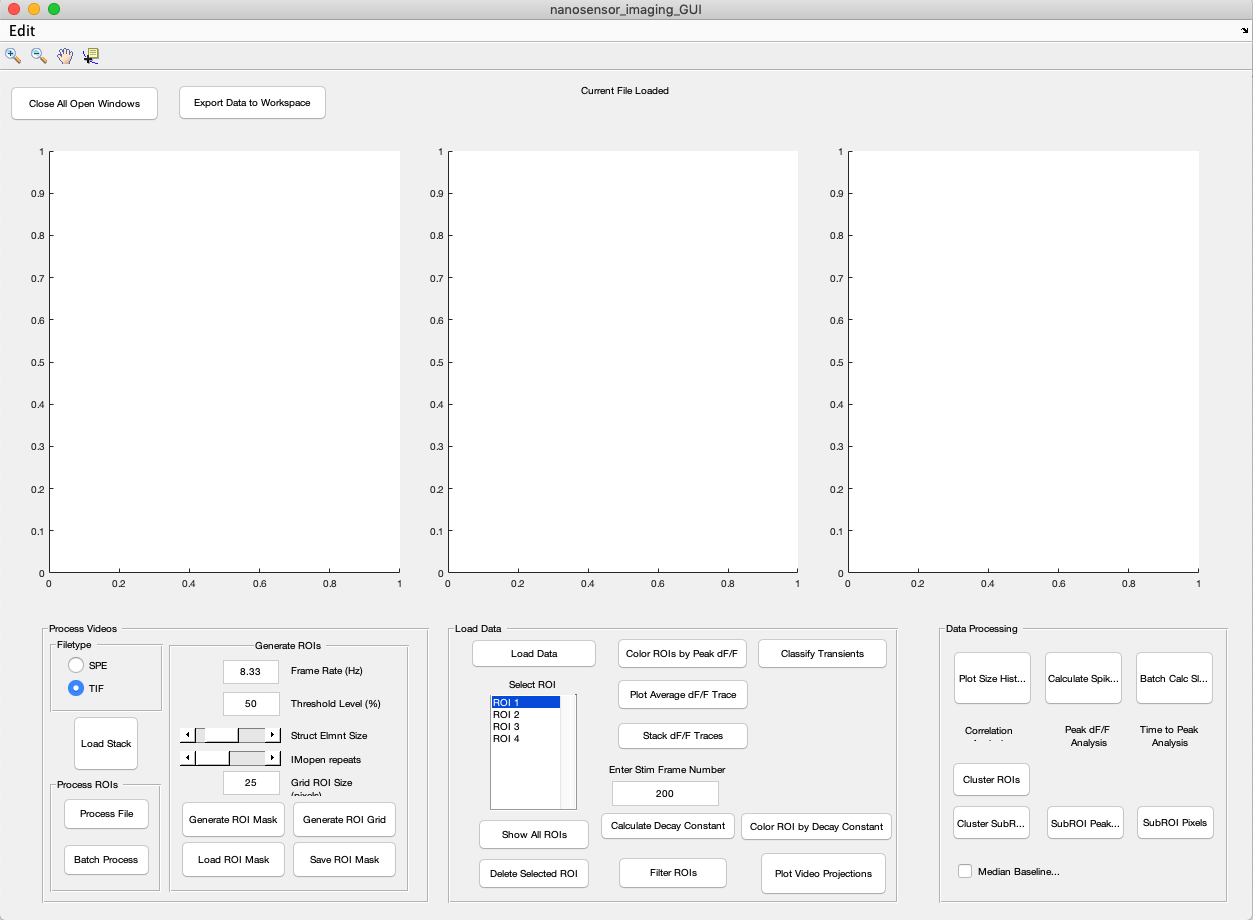 nanosensor_imaging_GUI
Edit
Close All Open Windows
Export Data to Workspace
Current File Loaded
1
0.9
0.8
0.7
0.6
0.5
0.4
0.3
0.2
0.1
0
0 0.2 0.4 0.6 0.8 1
1
0.9
0.8
0.7
0.6
0.5
0.4
0.3
0.2
0.1
0
0 0.2 0.4 0.6 0.8 1
1
0.9
0.8
0.7
0.6
0.5
0.4
0.3
0.2
0.1
0
0 0.2 0.4 0.6 0.8 1
Process Videos
Filetype
SPE
TIF
Load Stack
Process ROIs
Process File
Batch Process
Generate ROIs
8.33 Frame Rate (Hz)
50 Threshold Level (%)
Struct Elmnt Size
IMopen repeats
25 Grid ROI Size
(pixels)
Generate ROI Mask
Generate ROI Grid
Load ROI Mask
Save ROI Mask
Load Data
Load Data
Color ROIs by Peak dF/F
Classify Transients
Select ROI
ROI 1
ROI 2
ROI 3
ROI 4
Plot Average dF/F Trace
Stack dF/F Traces
Enter Stim Frame Number
200
Show All ROIs
Calculate Decay Constant
Color ROI by Decay Constant
Delete Selected ROI
Filter ROIs
Plot Video Projections
Data Processing
Plot Size Hist...
Calculate Spik...
Batch Calc Sl...
Correlation
Peak dF/F
Analysis
Time to Peak
Analysis
Cluster ROIs
Cluster SubR...
SubROI Peak...
SubROI Pixels
Median Baseline...